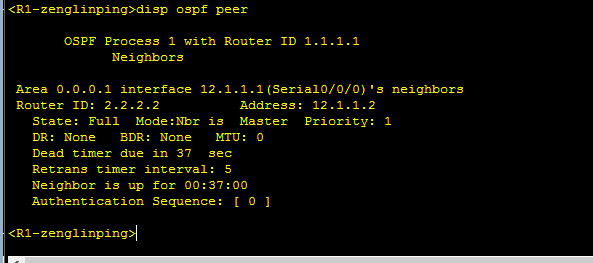 <R1-zenglinping>disp ospf peer
OSPF Process 1 with Router ID 1.1.1.1
Neighbors
Area 0.0.0.1 interface 12.1.1.1(Serial0/0/0)'s neighbors
Router ID: 2.2.2.2 Address: 12.1.1.2
State: Full Mode:Nbr is Master Priority: 1
DR: None BDR: None MTU: 0
Dead timer due in 37 sec
Retrans timer interval: 5
Neighbor is up for 00:37:00
Authentication Sequence: [ 0 ]
<R1-zenglinping>